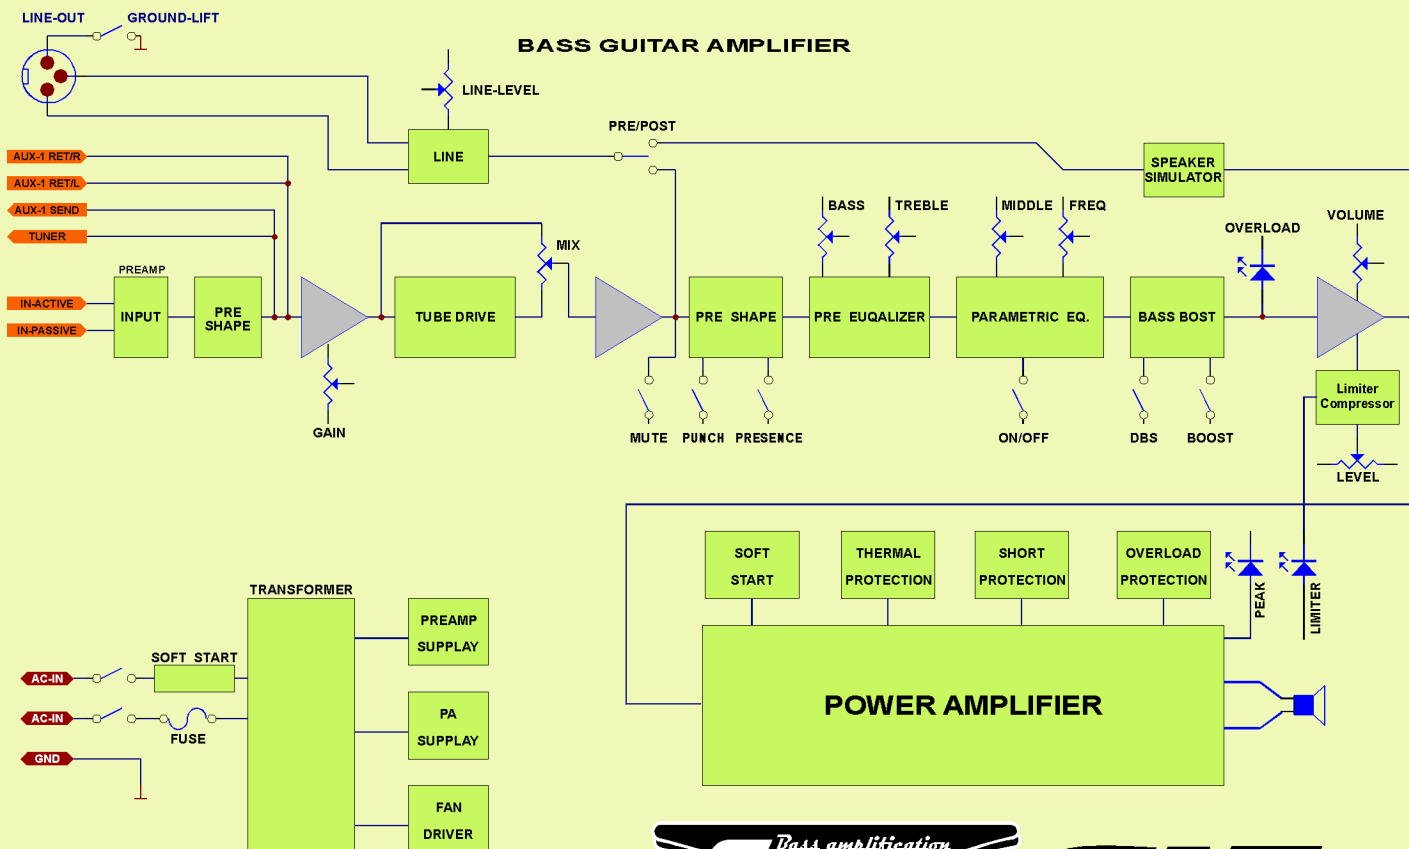 LINE-OUT GROUND-LIFT
BASS GUITAR AMPLIFIER
LINE-LEVEL
PRE/POST
LINE
AUX-1 RET/R
AUX-1 RET/L
AUX-1 SEND
TUNER
SPEAKER
SIMULATOR
BASS
TREBLE
MIDDLE
FREQ
VOLUME
OVERLOAD
MIX
PREAMP
IN-ACTIVE
IN-PASSIVE
INPUT
PRE
SHAPE
TUBE DRIVE
PRE SHAPE
PRE EUQALIZER
PARAMETRIC EQ.
BASS BOST
GAIN
MUTE
PUNCH
PRESENCE
ON/OFF
DBS
BOOST
Limiter
Compressor
LEVEL
SOFT
START
THERMAL
PROTECTION
SHORT
PROTECTION
OVERLOAD
PROTECTION
PEAK
LIMITER
TRANSFORMER
PREAMP
SUPPLAY
SOFT START
AC-IN
AC-IN
FUSE
GND
PA
SUPPLAY
POWER AMPLIFIER
FAN
DRIVER
Bass amplification